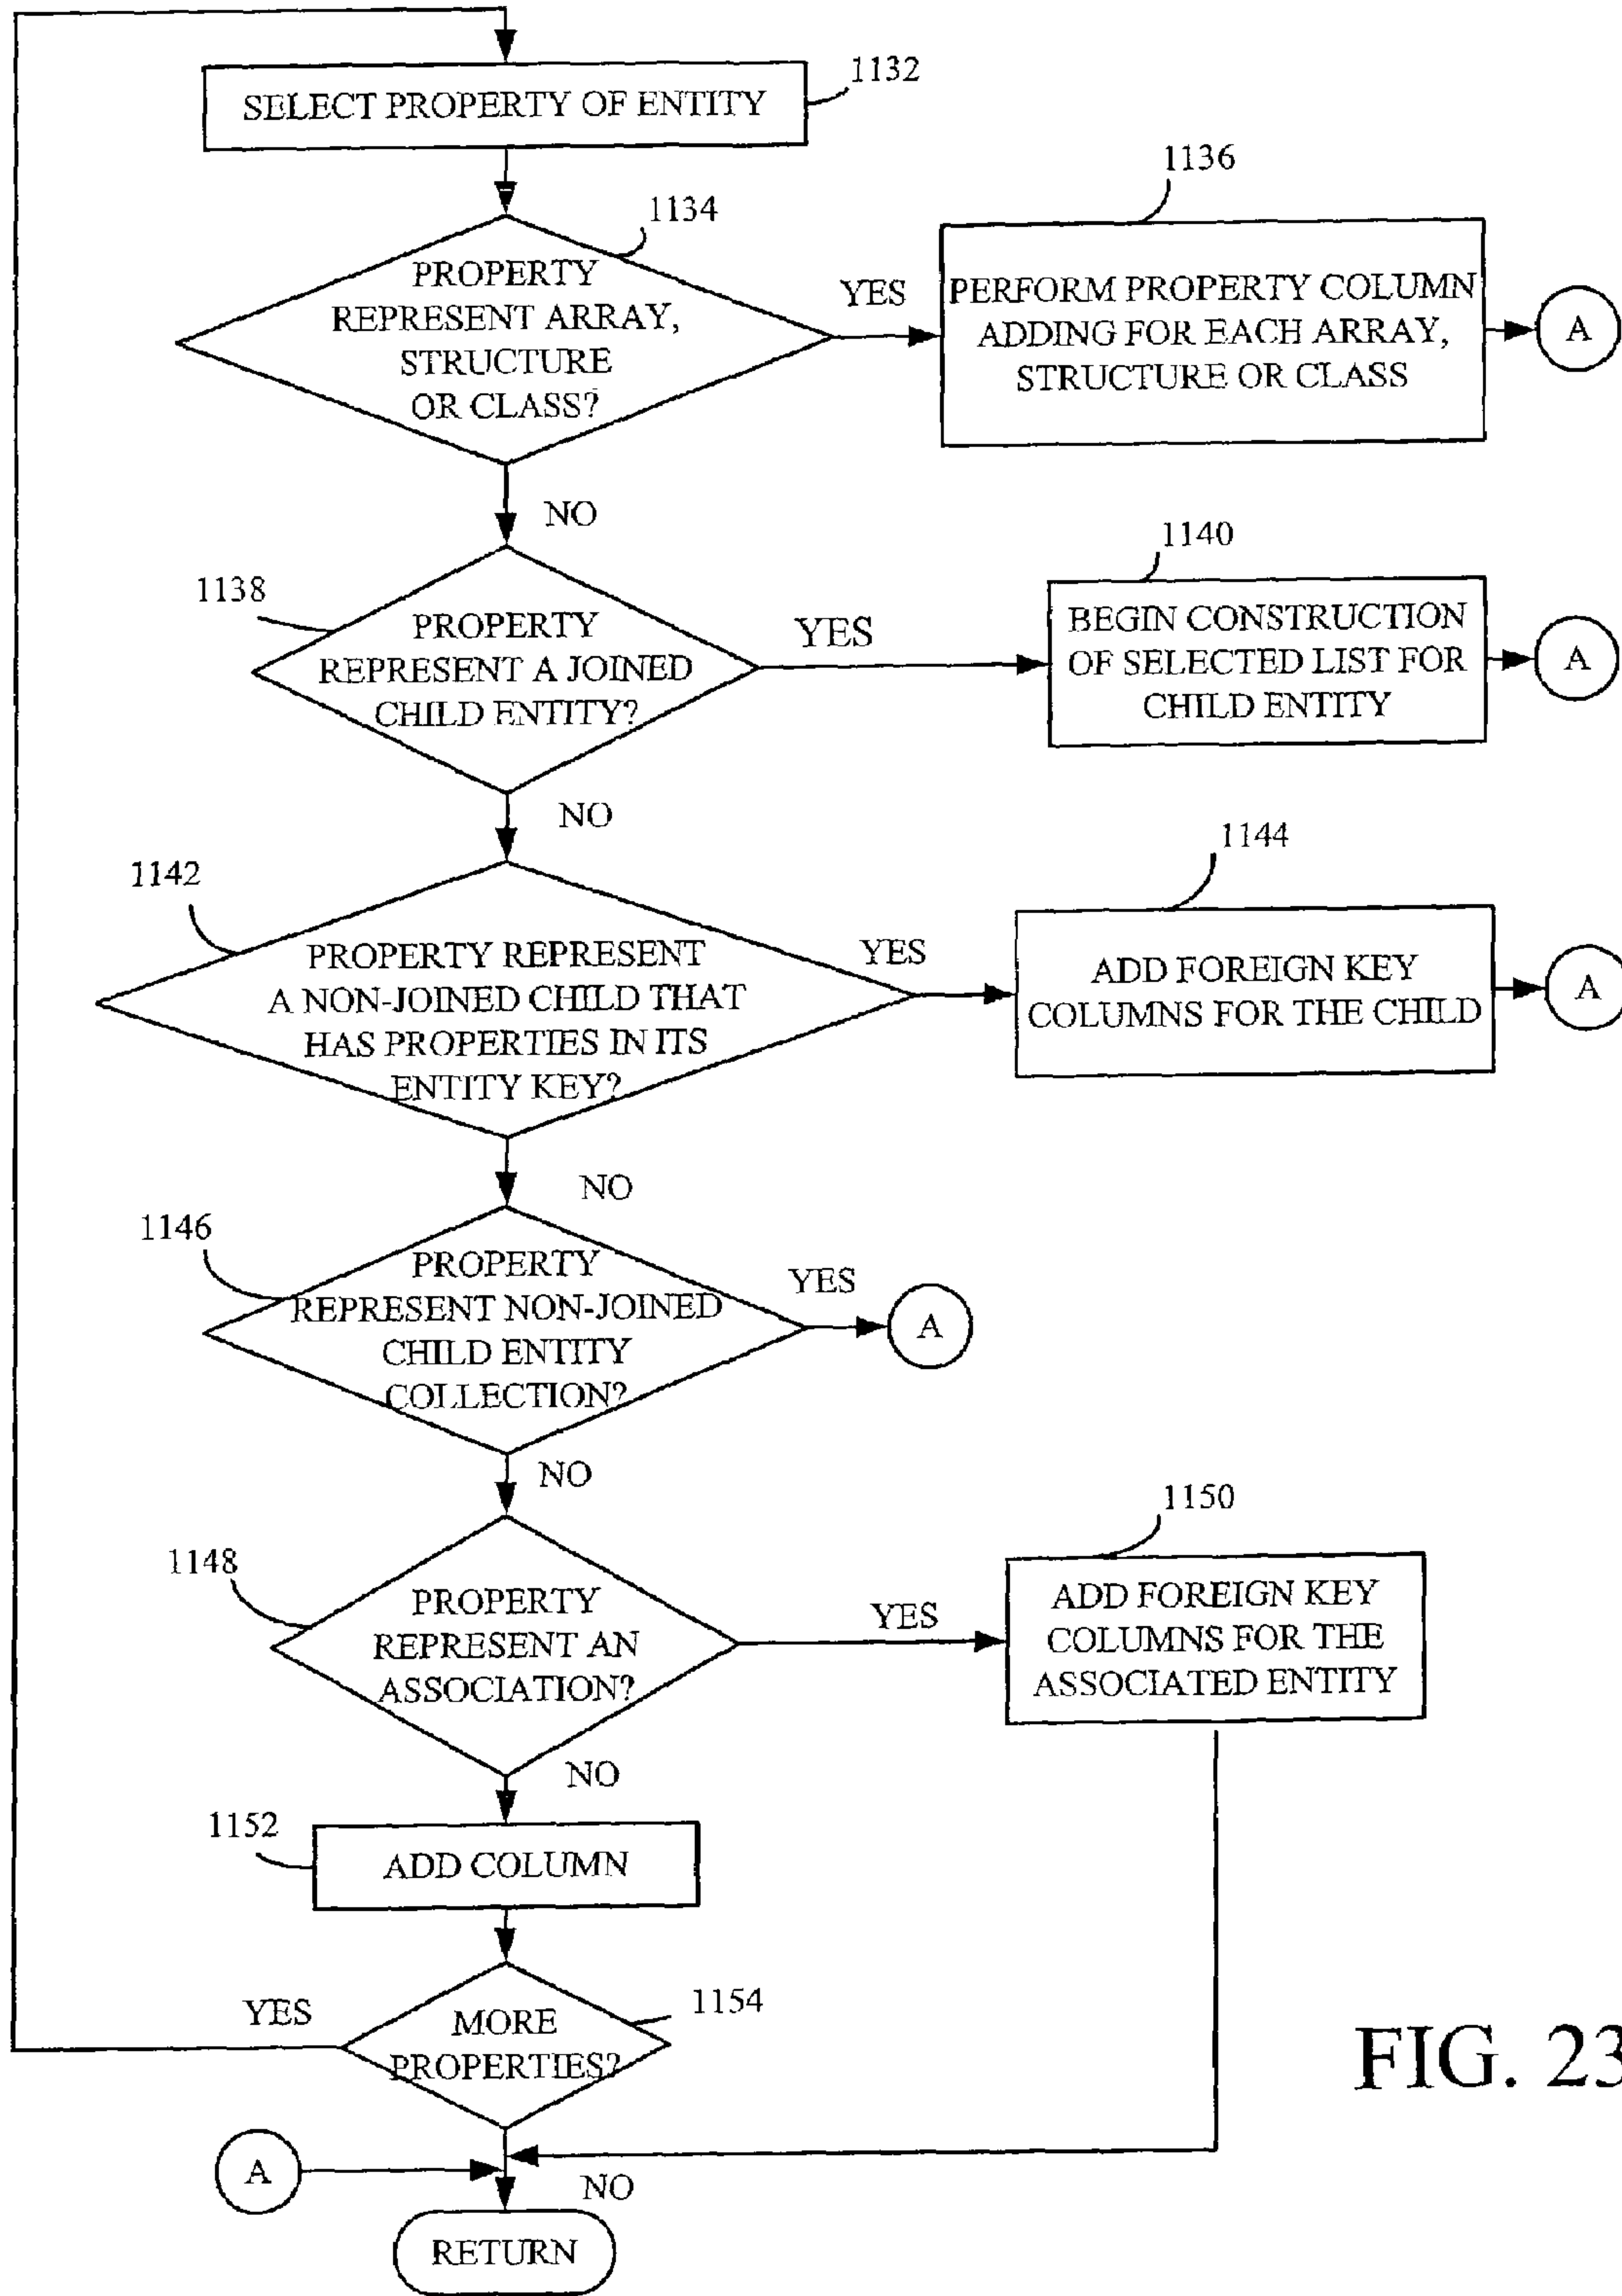 1132
SELECT PROPERTY OF ENTITY
1134
PROPERTY
REPRESENT ARRAY,
STRUCTURE
OR CLASS?
YES
1136
PERFORM PROPERTY COLUMN
ADDING FOR EACH ARRAY,
STRUCTURE OR CLASS
A
NO
1138
PROPERTY
REPRESENT A JOINED
CHILD ENTITY?
YES
1140
BEGIN CONSTRUCTION
OF SELECTED LIST FOR
CHILD ENTITY
A
NO
1142
PROPERTY REPRESENT
A NON-JOINED CHILD THAT
HAS PROPERTIES IN ITS
ENTITY KEY?
YES
1144
ADD FOREIGN KEY
COLUMNS FOR THE CHILD
A
NO
1146
PROPERTY
REPRESENT NON-JOINED
CHILD ENTITY
COLLECTION?
YES
A
NO
1148
PROPERTY
REPRESENT AN
ASSOCIATION?
YES
1150
ADD FOREIGN KEY
COLUMNS FOR THE
ASSOCIATED ENTITY
NO
1152
ADD COLUMN
1154
MORE
PROPERTIES?
YES
A
NO
RETURN
FIG. 23